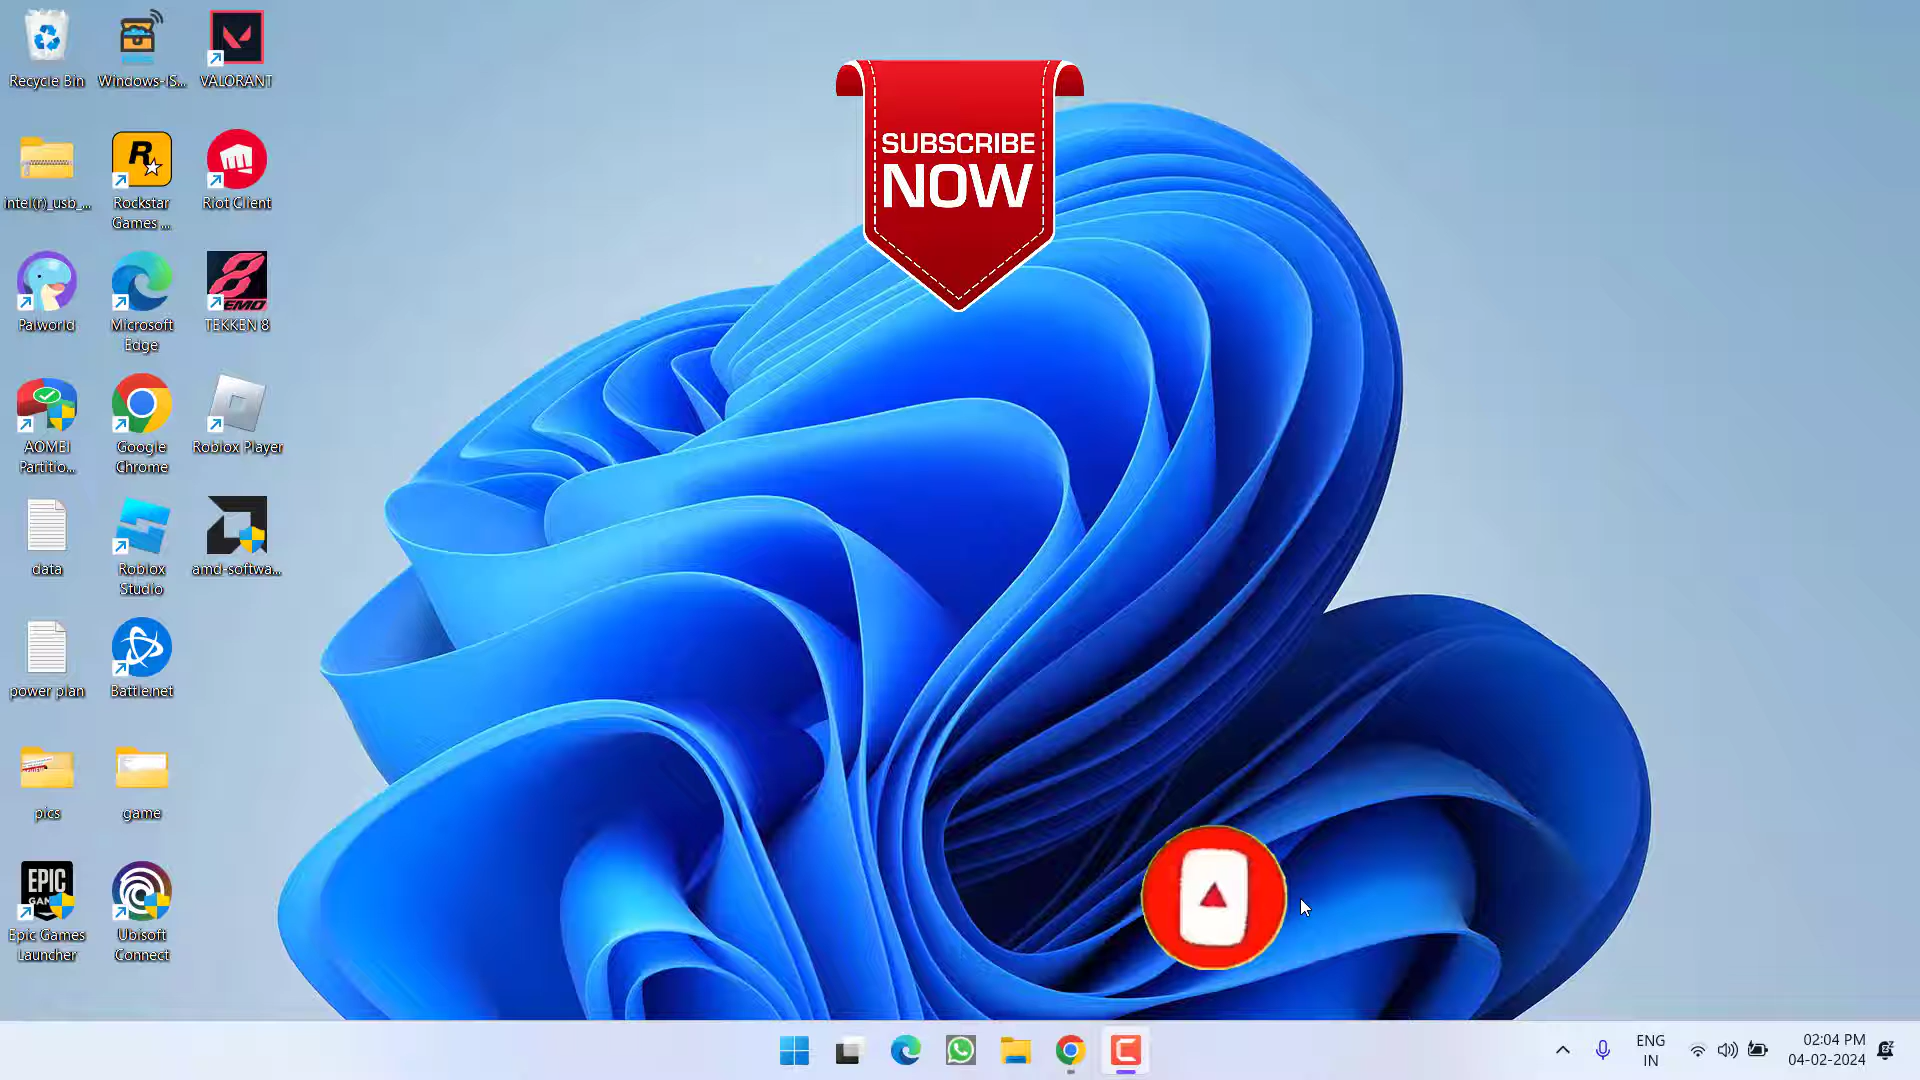 Recycle Bin
Windows-IS...
VALORANT
intel(r)_usb_...
Rockstar
Games ...
Riot Client
Palworld
Microsoft
Edge
TEKKEN 8
AOMEI
Partitio...
Google
Chrome
Roblox Player
data
Roblox
Studio
amd-softwa...
power plan
Battle.net
pics
game
EPIC
Epic Games
Launcher
Ubisoft
Connect
SUBSCRIBE
NOW
ENG
IN
02:04 PM
04-02-2024